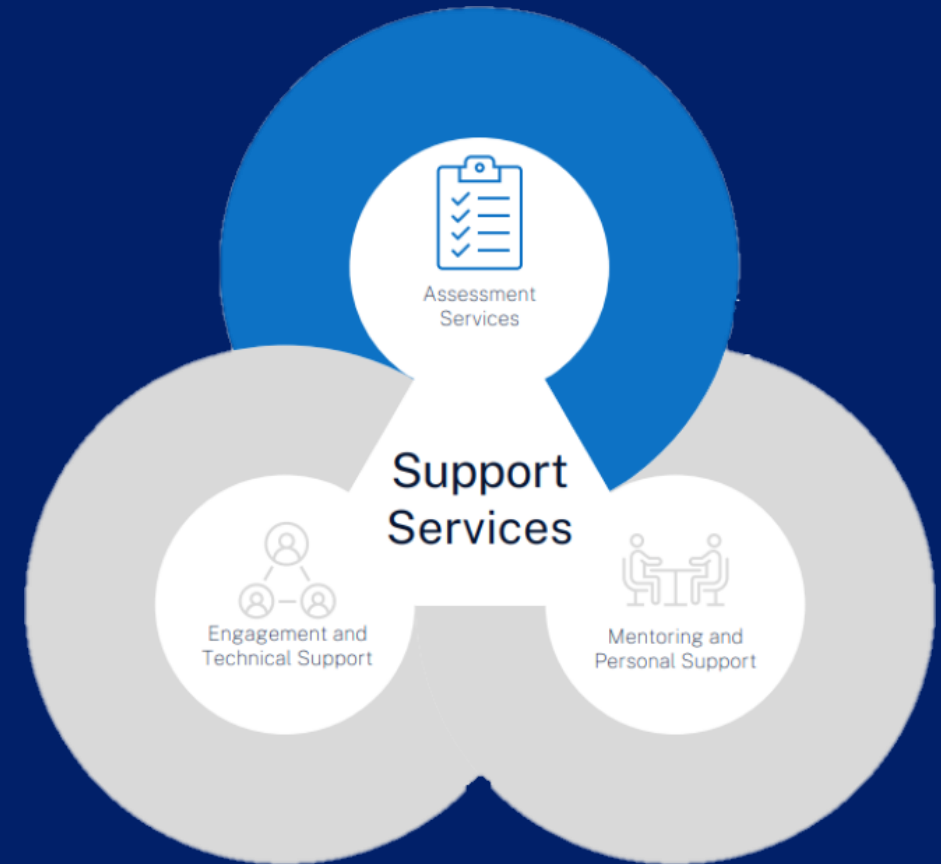 Assessment
Services
Support
Services
Engagement and
Technical Support
Mentoring and
Personal Support